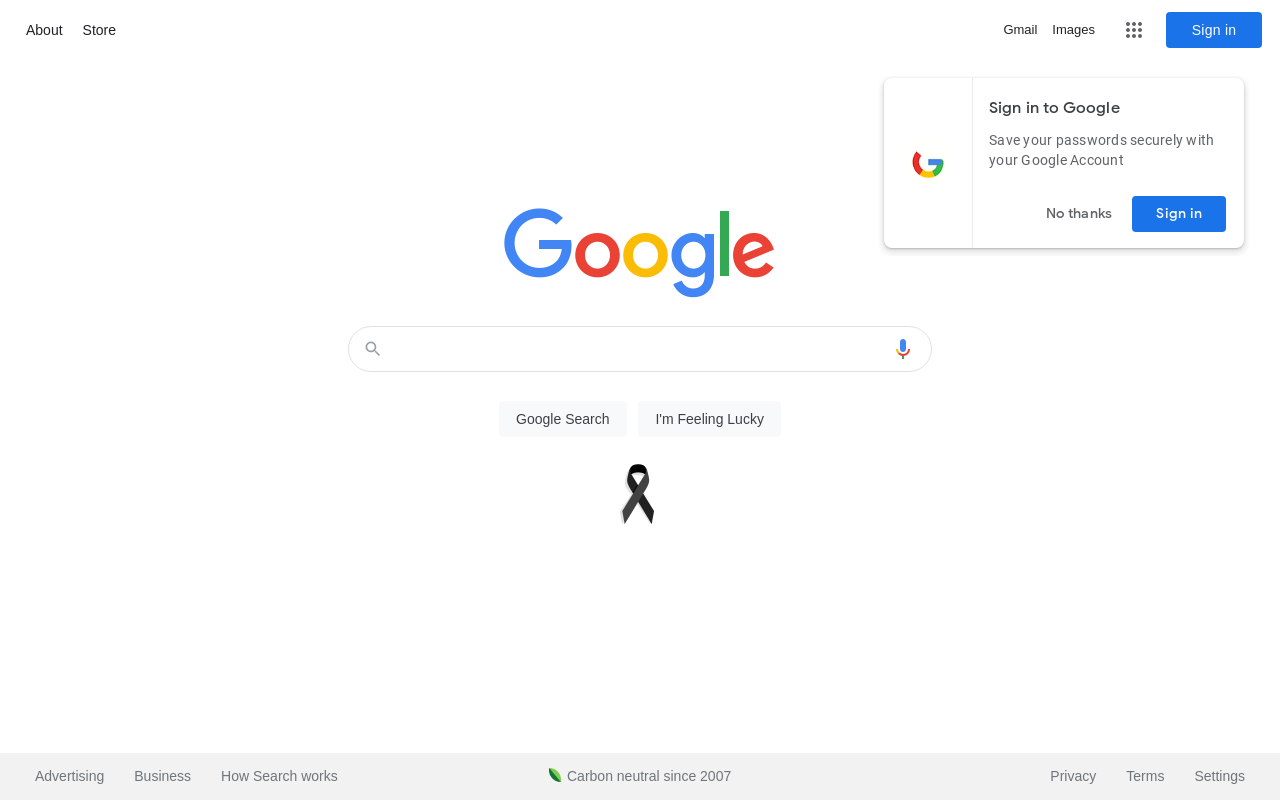 About Store
Gmail Images
Sign in
Sign in to Google
Save your passwords securely with
your Google Account
No thanks
Sign in
Google
Google Search
I'm Feeling Lucky
Advertising Business How Search works
Carbon neutral since 2007
Privacy Terms Settings